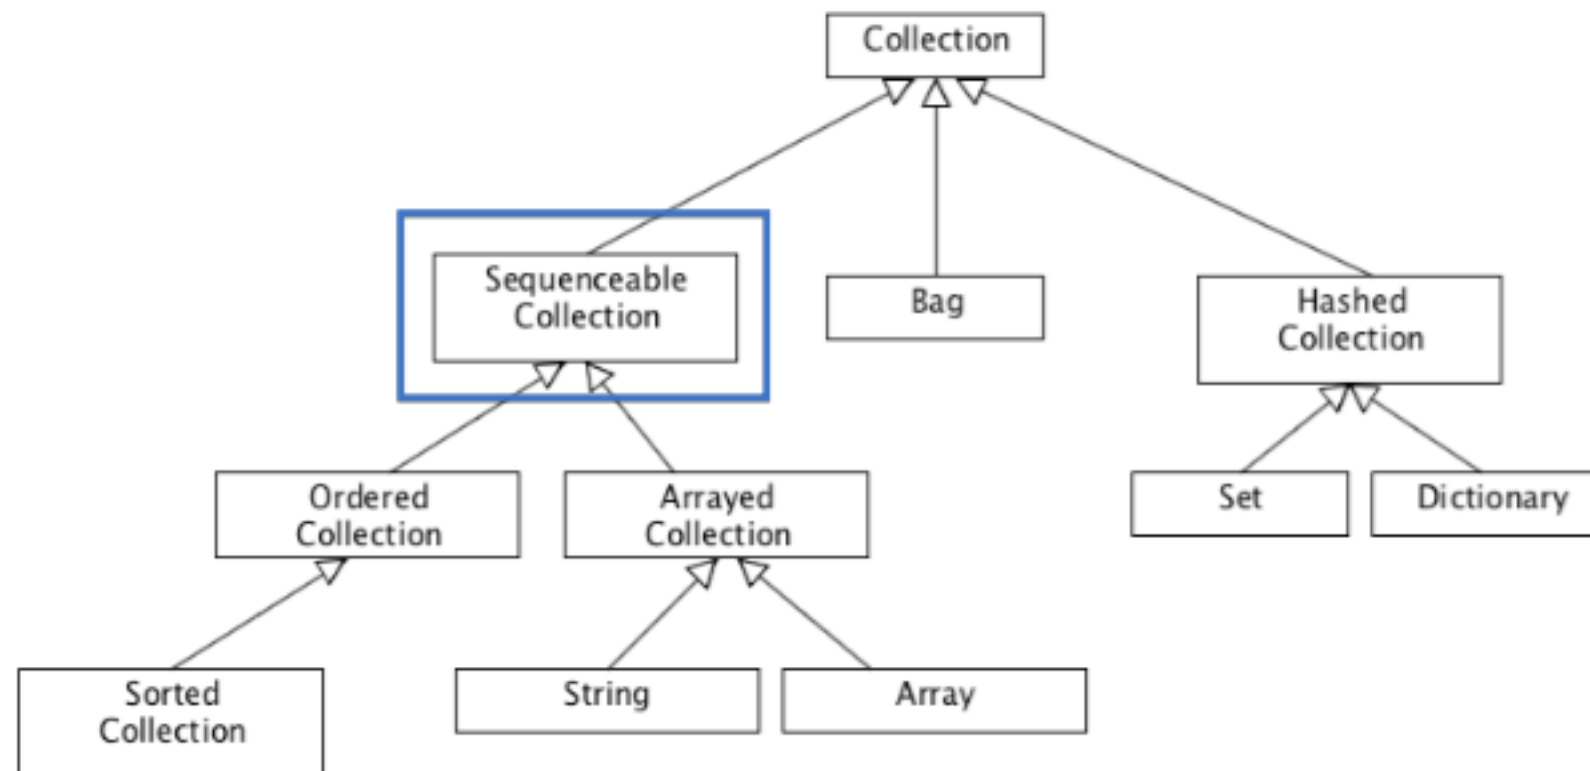 Collection
Sequenceable
Collection
Bag
Hashed
Collection
Ordered
Collection
Arrayed
Collection
Set
Dictionary
Sorted
Collection
String
Array